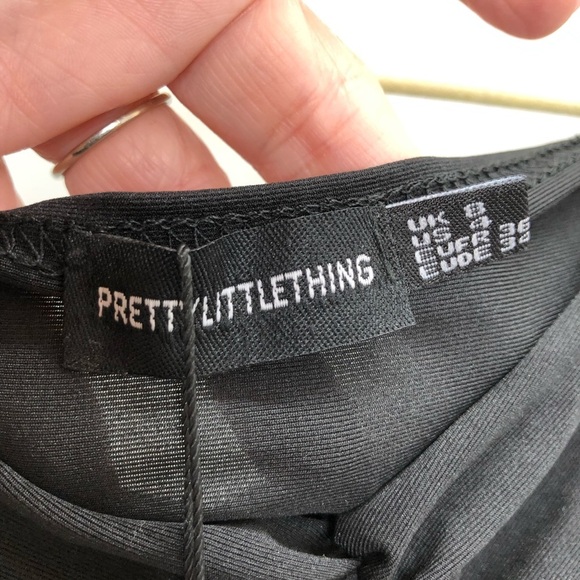 PRETTYLITTLETHING
UK 8
US 4
EUFR 36
EUDE 34